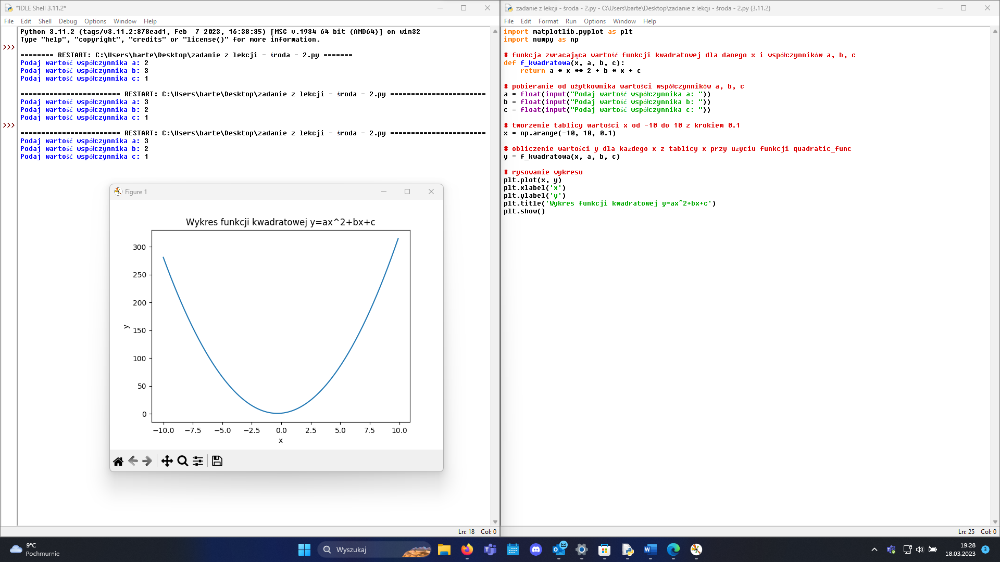 *IDLE Shell 3.11.2*
File Edit Shell Debug Options Window Help
Python 3.11.2 (tags/v3.11.2:878ead1, Feb  7 2023, 16:38:35) [MSC v.1934 64 bit (AMD64)] on win32
Type "help", "copyright", "credits" or "license()" for more information.
>>>
======== RESTART: C:\Users\barte\Desktop\zadanie z lekcji - środa - 2.py =======
Podaj wartość współczynnika a: 2
Podaj wartość współczynnika b: 3
Podaj wartość współczynnika c: 1
======================== RESTART: C:\Users\barte\Desktop\zadanie z lekcji - środa - 2.py =======================
Podaj wartość współczynnika a: 3
Podaj wartość współczynnika b: 2
Podaj wartość współczynnika c: 1
>>>
======================== RESTART: C:\Users\barte\Desktop\zadanie z lekcji - środa - 2.py =======================
Podaj wartość współczynnika a: 3
Podaj wartość współczynnika b: 2
Podaj wartość współczynnika c: 1
Figure 1
Wykres funkcji kwadratowej y=ax^2+bx+c
300
250
200
150
100
50
0
y
−10.0 −7.5 −5.0 −2.5 0.0 2.5 5.0 7.5 10.0
x
Ln: 18 Col: 0
zadanie z lekcji - środa - 2.py - C:\Users\barte\Desktop\zadanie z lekcji - środa - 2.py (3.11.2)
File Edit Format Run Options Window Help
import matplotlib.pyplot as plt
import numpy as np
# funkcja zwracająca wartość funkcji kwadratowej dla danego x i współczynników a, b, c
def f_kwadratowa(x, a, b, c):
    return a * x ** 2 + b * x + c
# pobieranie od użytkownika wartości współczynników a, b, c
a = float(input("Podaj wartość współczynnika a: "))
b = float(input("Podaj wartość współczynnika b: "))
c = float(input("Podaj wartość współczynnika c: "))
# tworzenie tablicy wartości x od -10 do 10 z krokiem 0.1
x = np.arange(-10, 10, 0.1)
# obliczenie wartości y dla każdego x z tablicy x przy użyciu funkcji quadratic_func
y = f_kwadratowa(x, a, b, c)
# rysowanie wykresu
plt.plot(x, y)
plt.xlabel('x')
plt.ylabel('y')
plt.title('Wykres funkcji kwadratowej y=ax^2+bx+c')
plt.show()
Ln: 25 Col: 0
9°C
Pochmurnie
Wyszukaj
19:28
18.03.2023
3